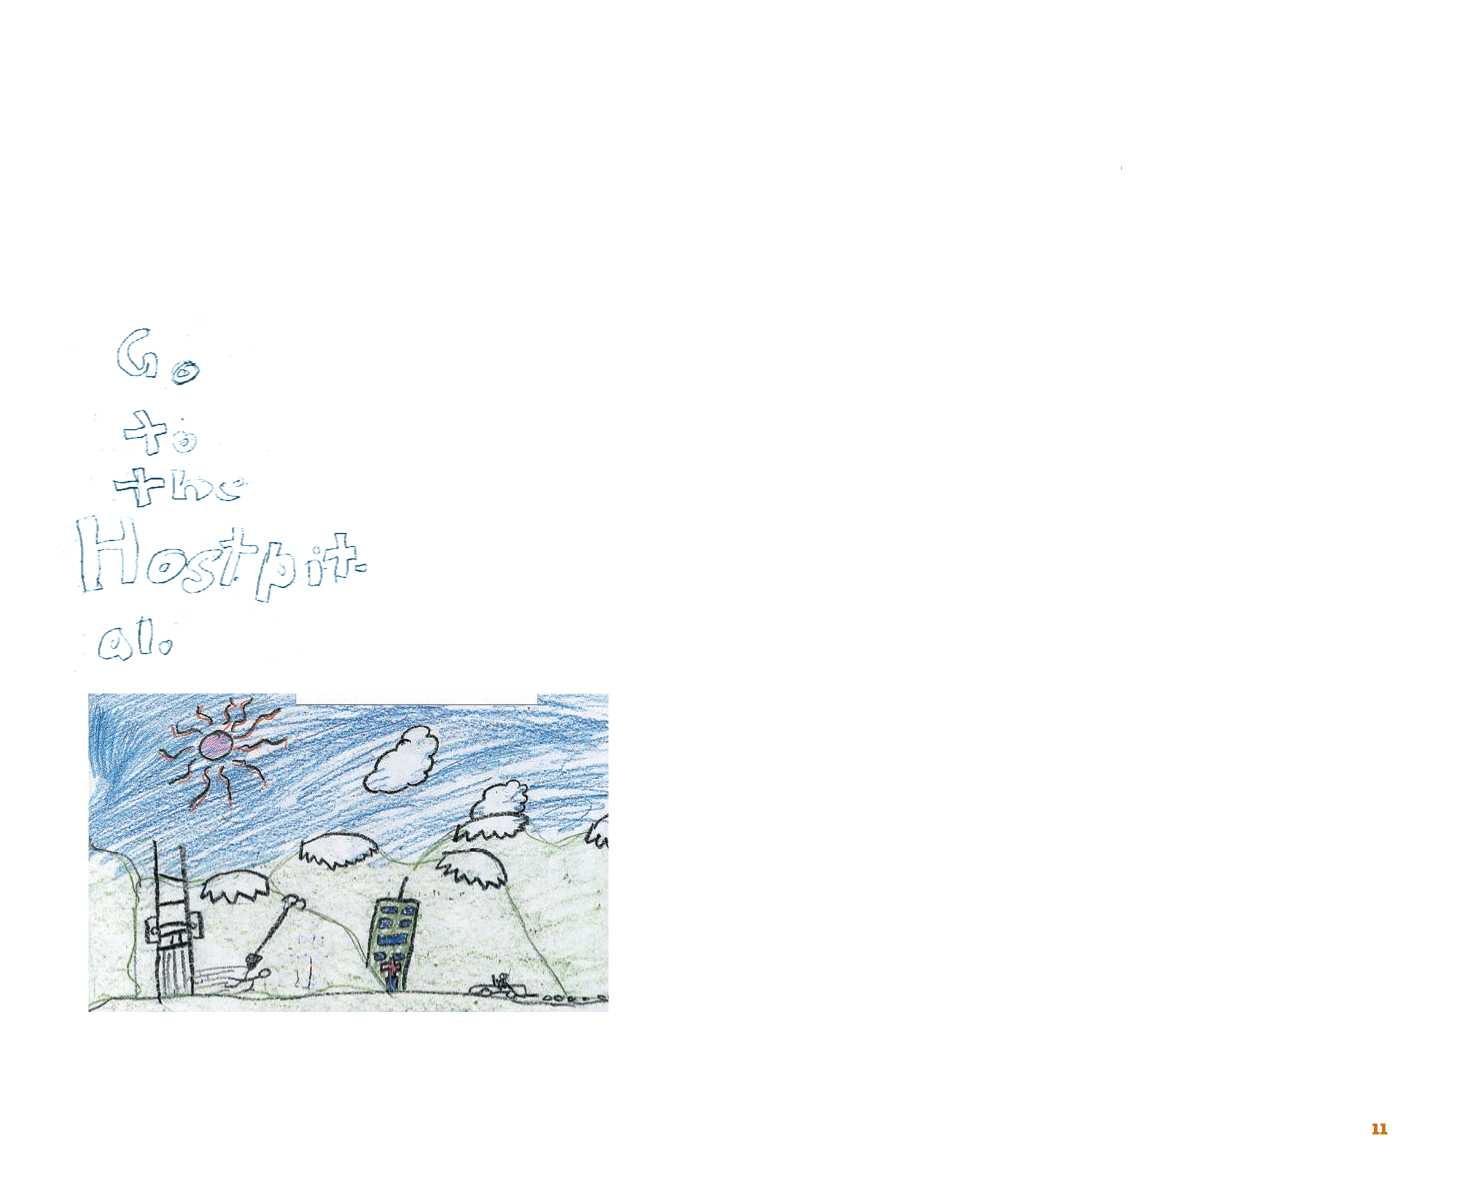 Go
to
the
Hostpit-
al.
11